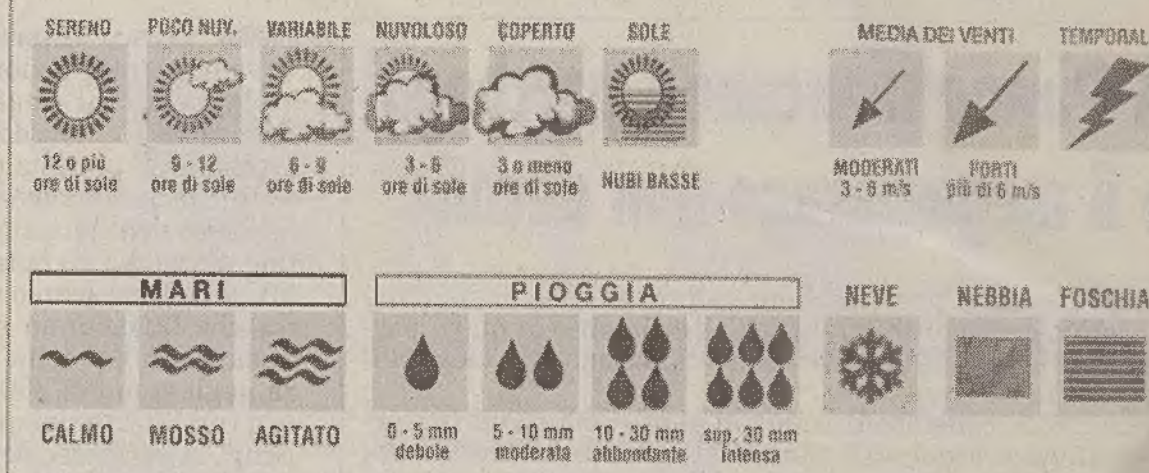 SERENO POCO NUV. VARIABILE NUVOLOSO COPERTO SOLE MEDIA DEI VENTI TEMPORAL
12 o più 9 - 12 6 - 9 3 - 6 3 o meno NUBI BASSE MODERATI FORTI
ore di sole ore di sole ore di sole ore di sole ore di sole 3 - 6 m/s più di 6 m/s
MARI PIOGGIA NEVE NEBBIA FOSCHIA
CALMO MOSSO AGITATO 0 - 5 mm 5 - 10 mm 10 - 30 mm sup. 30 mm
debole moderata abbondante intensa